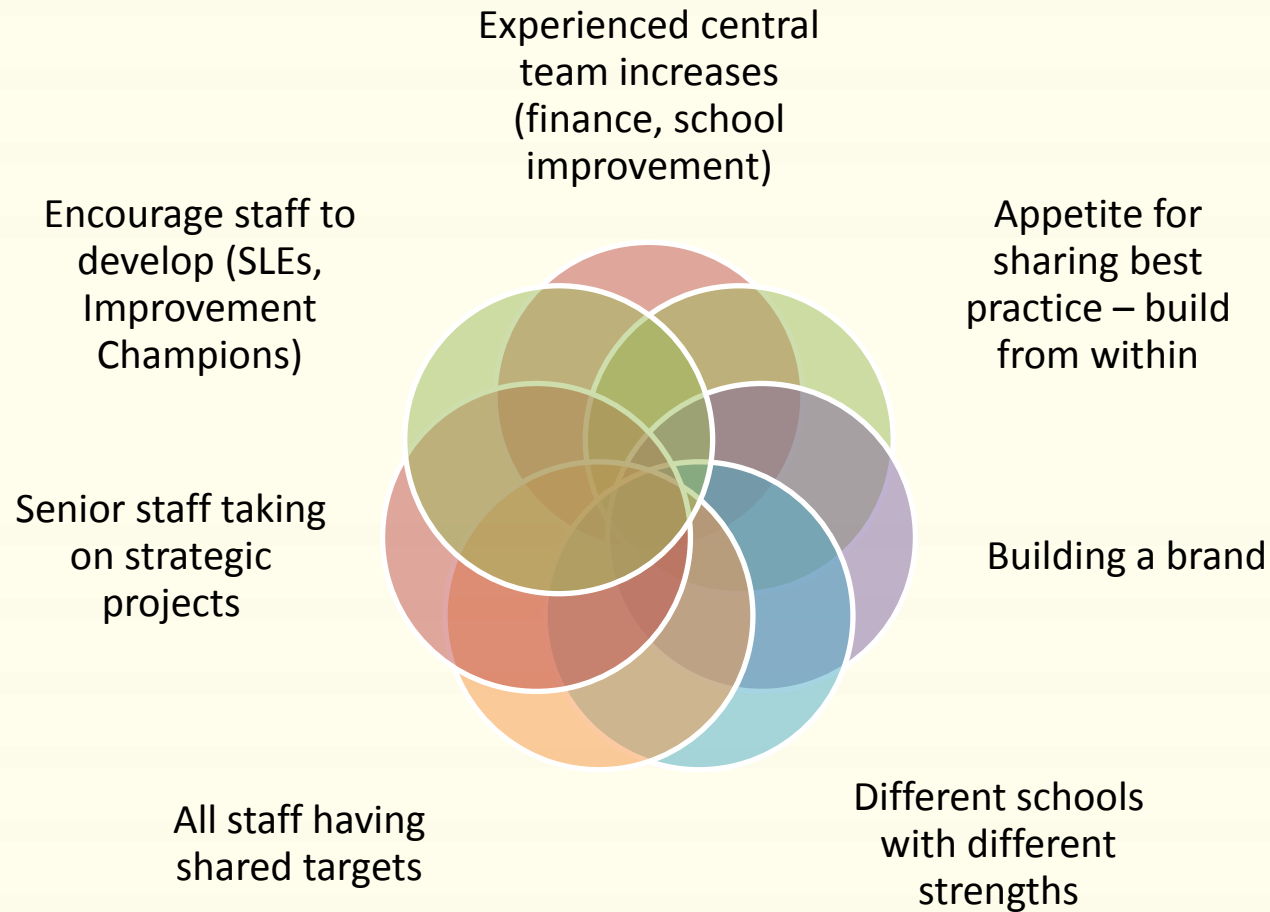 Experienced central
team increases
(finance, school
improvement)
Appetite for
sharing best
practice – build
from within
Building a brand
Different schools
with different
strengths
All staff having
shared targets
Senior staff taking
on strategic
projects
Encourage staff to
develop (SLEs,
Improvement
Champions)